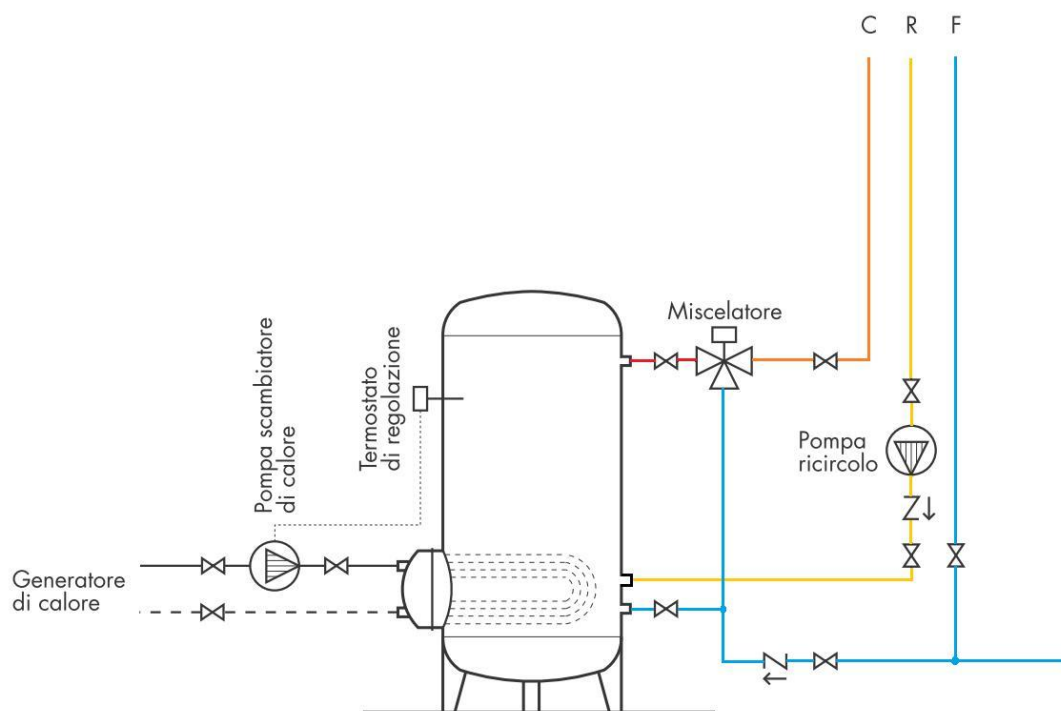 C R F
Miscelatore
Pompa scambiatore
di calore
Termostato
di regolazione
Pompa
ricircolo
Generatore
di calore